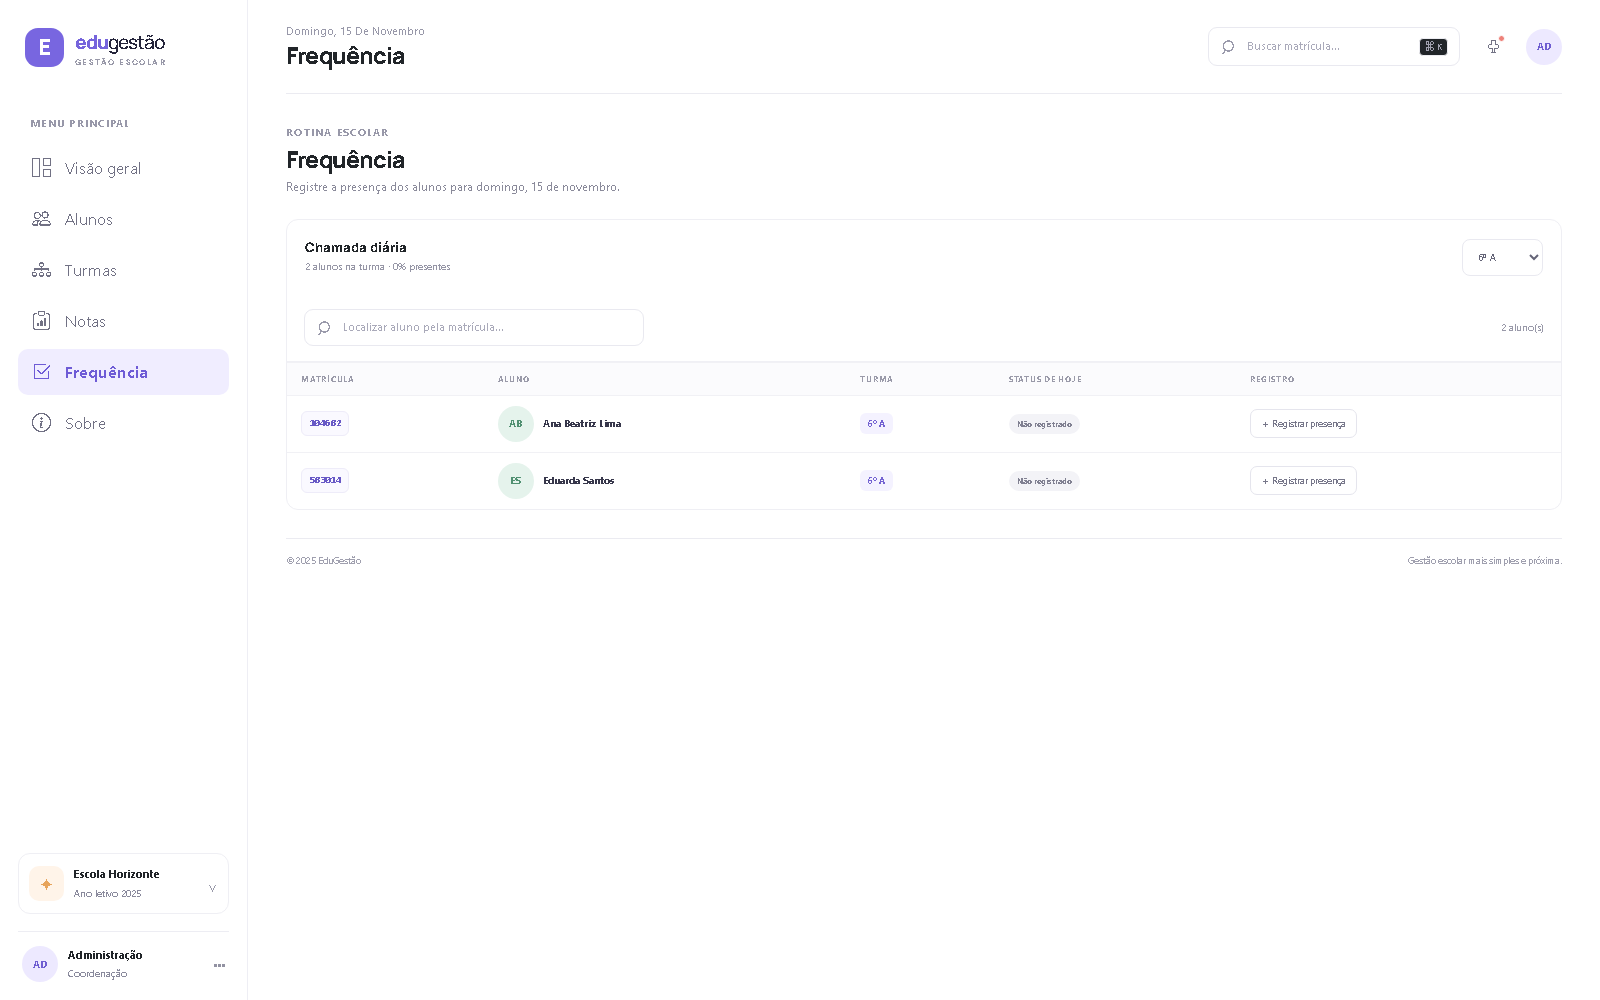 E
edugestão
GESTÃO ESCOLAR
MENU PRINCIPAL
Visão geral
Alunos
Turmas
Notas
Frequência
Sobre
Escola Horizonte
Ano letivo 2025
AD
Administração
Coordenação
Domingo, 15 De Novembro
Frequência
Buscar matrícula...
⌘ K
AD
ROTINA ESCOLAR
Frequência
Registre a presença dos alunos para domingo, 15 de novembro.
Chamada diária
2 alunos na turma · 0% presentes
6º A
Localizar aluno pela matrícula...
2 aluno(s)
MATRÍCULA ALUNO TURMA STATUS DE HOJE REGISTRO
104662 AB Ana Beatriz Lima 6º A Não registrado + Registrar presença
583014 ES Eduarda Santos 6º A Não registrado + Registrar presença
© 2025 EduGestão
Gestão escolar mais simples e próxima.